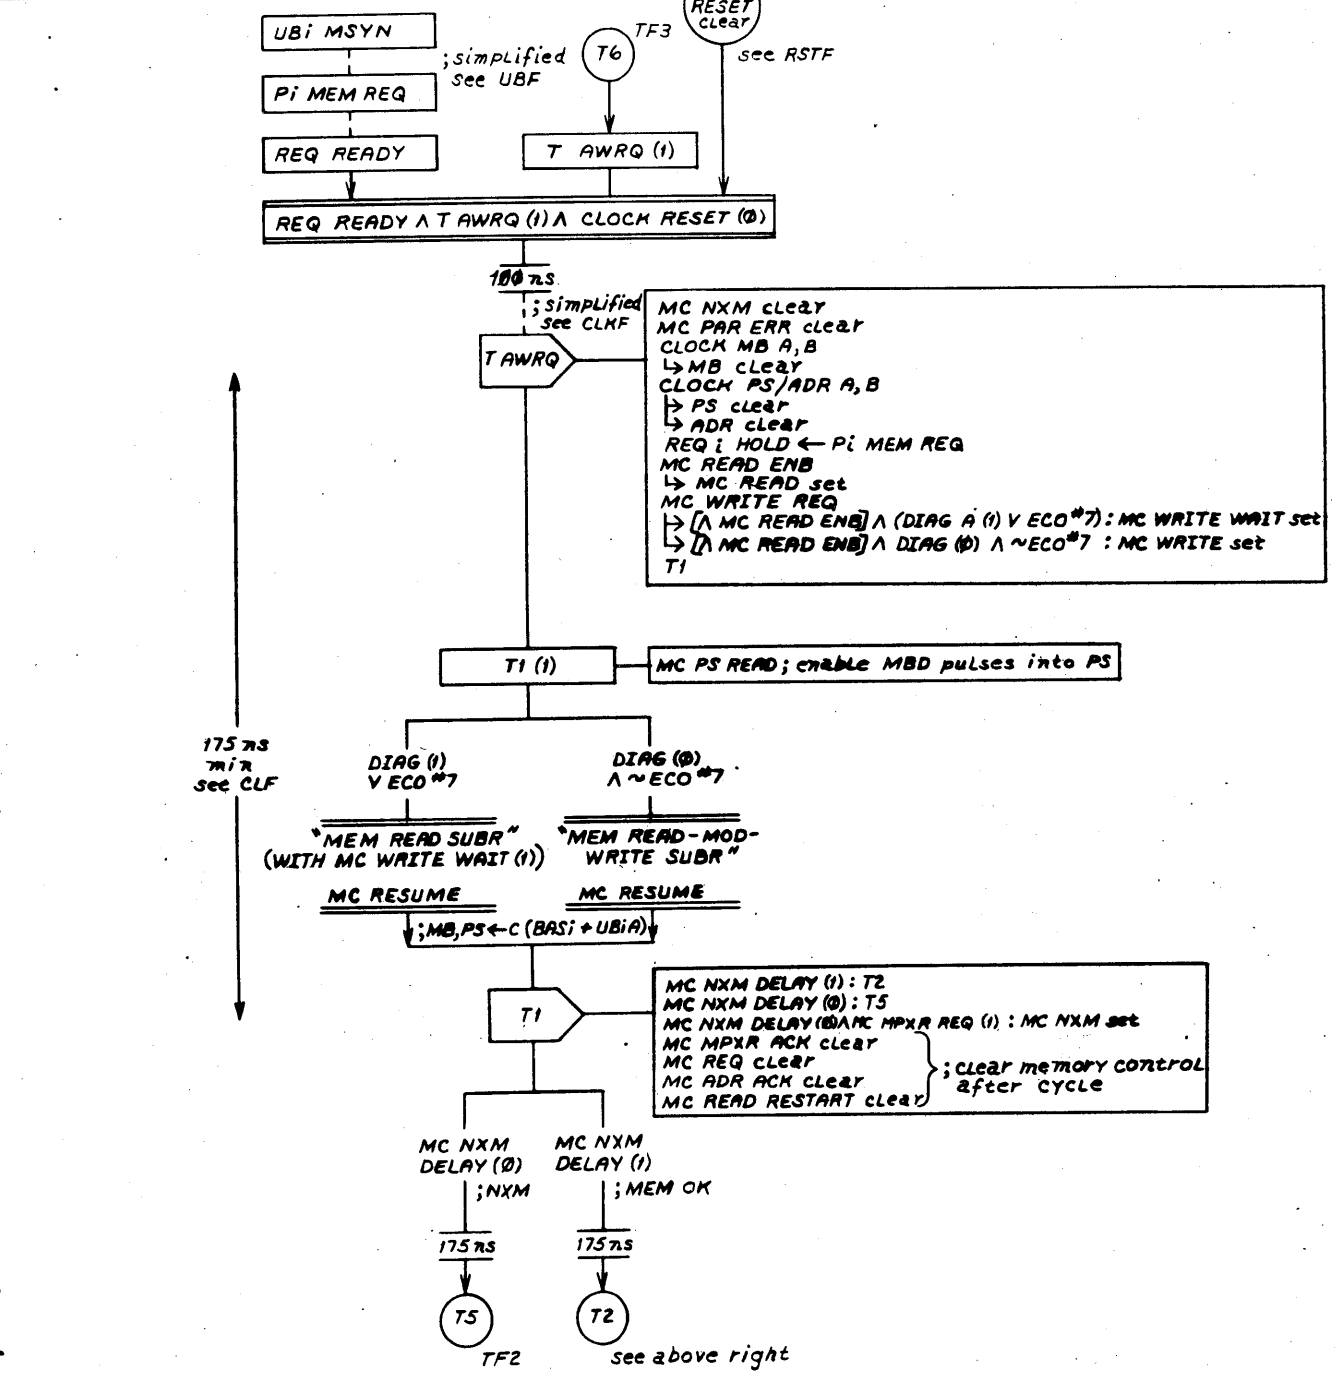 RESET
clear
UBi MSYN
;simplified
see UBF
T6
TF3
see RSTF
Pi MEM REQ
REQ READY
T AWRQ (1)
REQ READY ∧ T AWRQ (1) ∧ CLOCK RESET (Ø)
100 ns
;simplified
see CLKF
T AWRQ
MC NXM clear
MC PAR ERR clear
CLOCK MB A, B
↳ MB clear
CLOCK PS/ADR A, B
↳ PS clear
↳ ADR clear
REQ i HOLD ← Pi MEM REQ
MC READ ENB
↳ MC READ set
MC WRITE REQ
↳ [∧ MC READ ENB] ∧ (DIAG A (1) ∨ ECO #7) : MC WRITE WAIT set
↳ [∧ MC READ ENB] ∧ DIAG (Ø) ∧ ~ECO #7 : MC WRITE set
T1
T1 (1)
MC PS READ ; enable MBD pulses into PS
175 ns
min
see CLF
DIAG (1)
∨ ECO #7
DIAG (Ø)
∧ ~ECO #7
"MEM READ SUBR"
(WITH MC WRITE WAIT (1))
"MEM READ-MOD-
WRITE SUBR"
MC RESUME
MC RESUME
;MB,PS ← C (BASi + UBiA)
T1
MC NXM DELAY (1) : T2
MC NXM DELAY (Ø) : T5
MC NXM DELAY (Ø) ∧ MC MPXR REQ (1) : MC NXM set
MC MPXR ACK clear
MC REQ clear
MC ADR ACK clear
MC READ RESTART clear
;clear memory control
after cycle
MC NXM
DELAY (Ø)
;NXM
MC NXM
DELAY (1)
;MEM OK
175 ns
175 ns
T5
T2
TF2
see above right